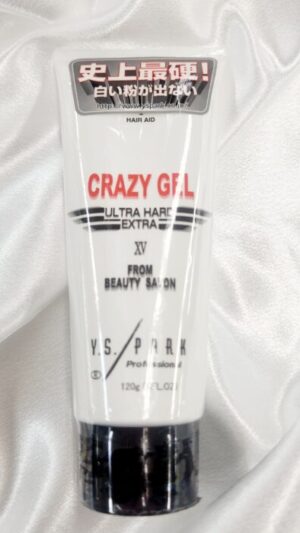 史上最硬!
白い粉が出ない
HAIR AID
CRAZY GEL
ULTRA HARD
EXTRA
XV
FROM
BEAUTY SALON
Y.S./PARK
Professional
120g